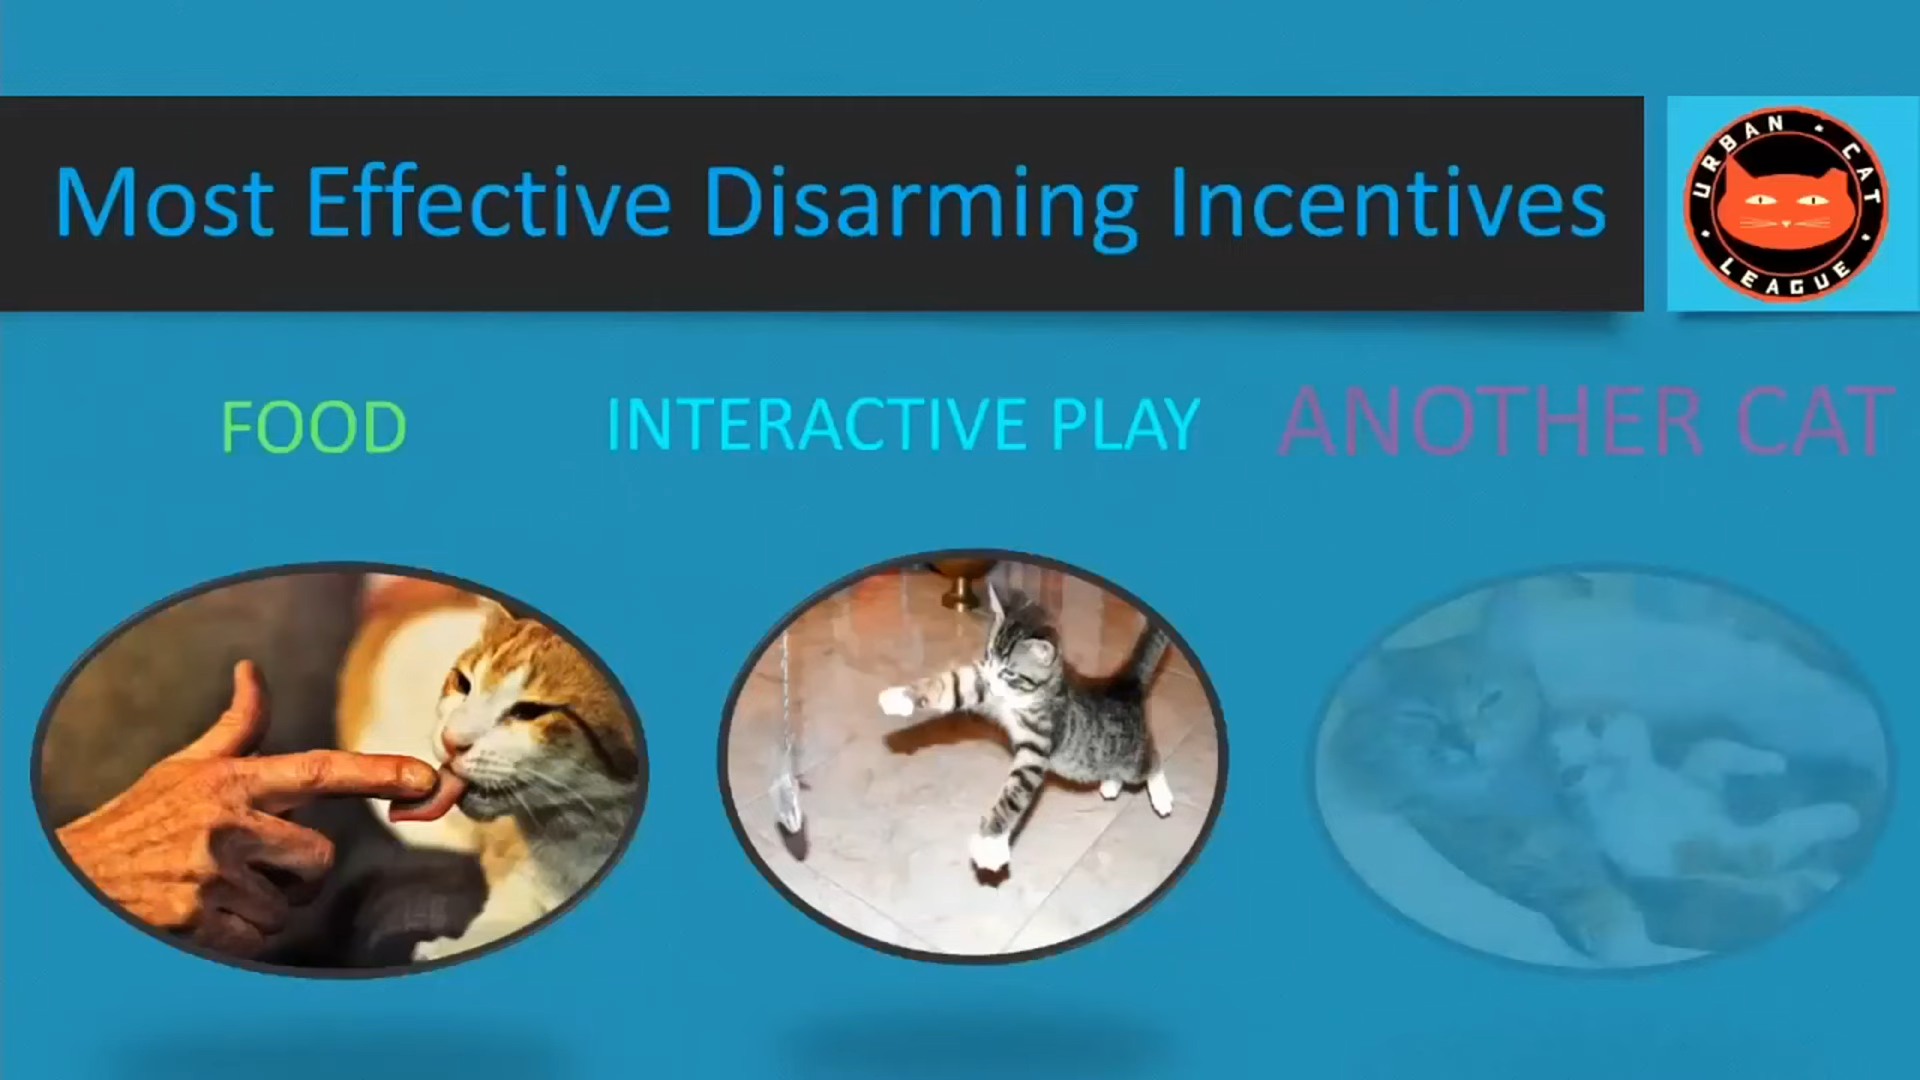 Most Effective Disarming Incentives
URBAN CAT LEAGUE
FOOD
INTERACTIVE PLAY
ANOTHER CAT